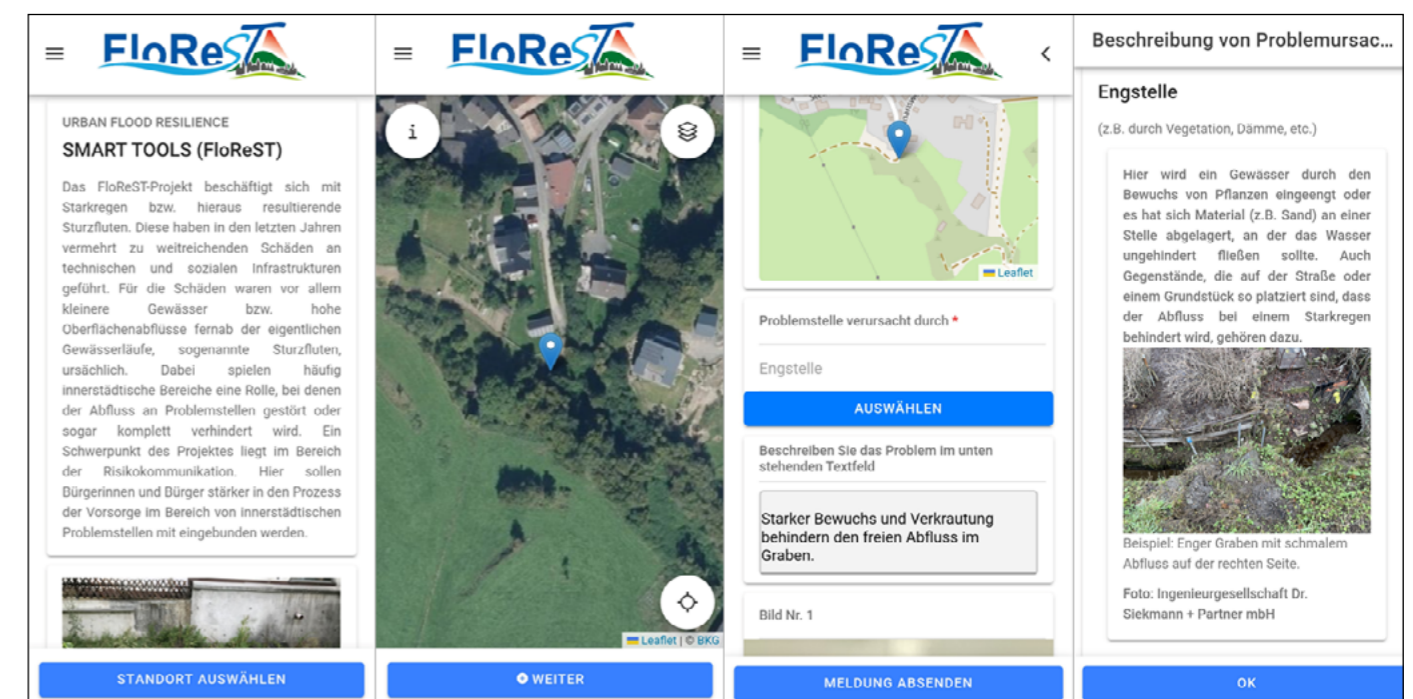 FloReST
URBAN FLOOD RESILIENCE
SMART TOOLS (FloReST)
Das FloReST-Projekt beschäftigt sich mit
Starkregen bzw. hieraus resultierende
Sturzfluten. Diese haben in den letzten Jahren
vermehrt zu weitreichenden Schäden an
technischen und sozialen Infrastrukturen
geführt. Für die Schäden waren vor allem
kleinere Gewässer bzw. hohe
Oberflächenabflüsse fernab der eigentlichen
Gewässerläufe, sogenannte Sturzfluten,
ursächlich. Dabei spielen häufig
innerstädtische Bereiche eine Rolle, bei denen
der Abfluss an Problemstellen gestört oder
sogar komplett verhindert wird. Ein
Schwerpunkt des Projektes liegt im Bereich
der Risikokommunikation. Hier sollen
Bürgerinnen und Bürger stärker in den Prozess
der Vorsorge im Bereich von innerstädtischen
Problemstellen mit eingebunden werden.
STANDORT AUSWÄHLEN
FloReST
i
Leaflet | © BKG
WEITER
FloReST
Leaflet
Problemstelle verursacht durch *
Engstelle
AUSWÄHLEN
Beschreiben Sie das Problem im unten
stehenden Textfeld
Starker Bewuchs und Verkrautung
behindern den freien Abfluss im
Graben.
Bild Nr. 1
MELDUNG ABSENDEN
Beschreibung von Problemursac...
Engstelle
(z.B. durch Vegetation, Dämme, etc.)
Hier wird ein Gewässer durch den
Bewuchs von Pflanzen eingeengt oder
es hat sich Material (z.B. Sand) an einer
Stelle abgelagert, an der das Wasser
ungehindert fließen sollte. Auch
Gegenstände, die auf der Straße oder
einem Grundstück so platziert sind, dass
der Abfluss bei einem Starkregen
behindert wird, gehören dazu.
Beispiel: Enger Graben mit schmalem
Abfluss auf der rechten Seite.
Foto: Ingenieurgesellschaft Dr.
Siekmann + Partner mbH
OK